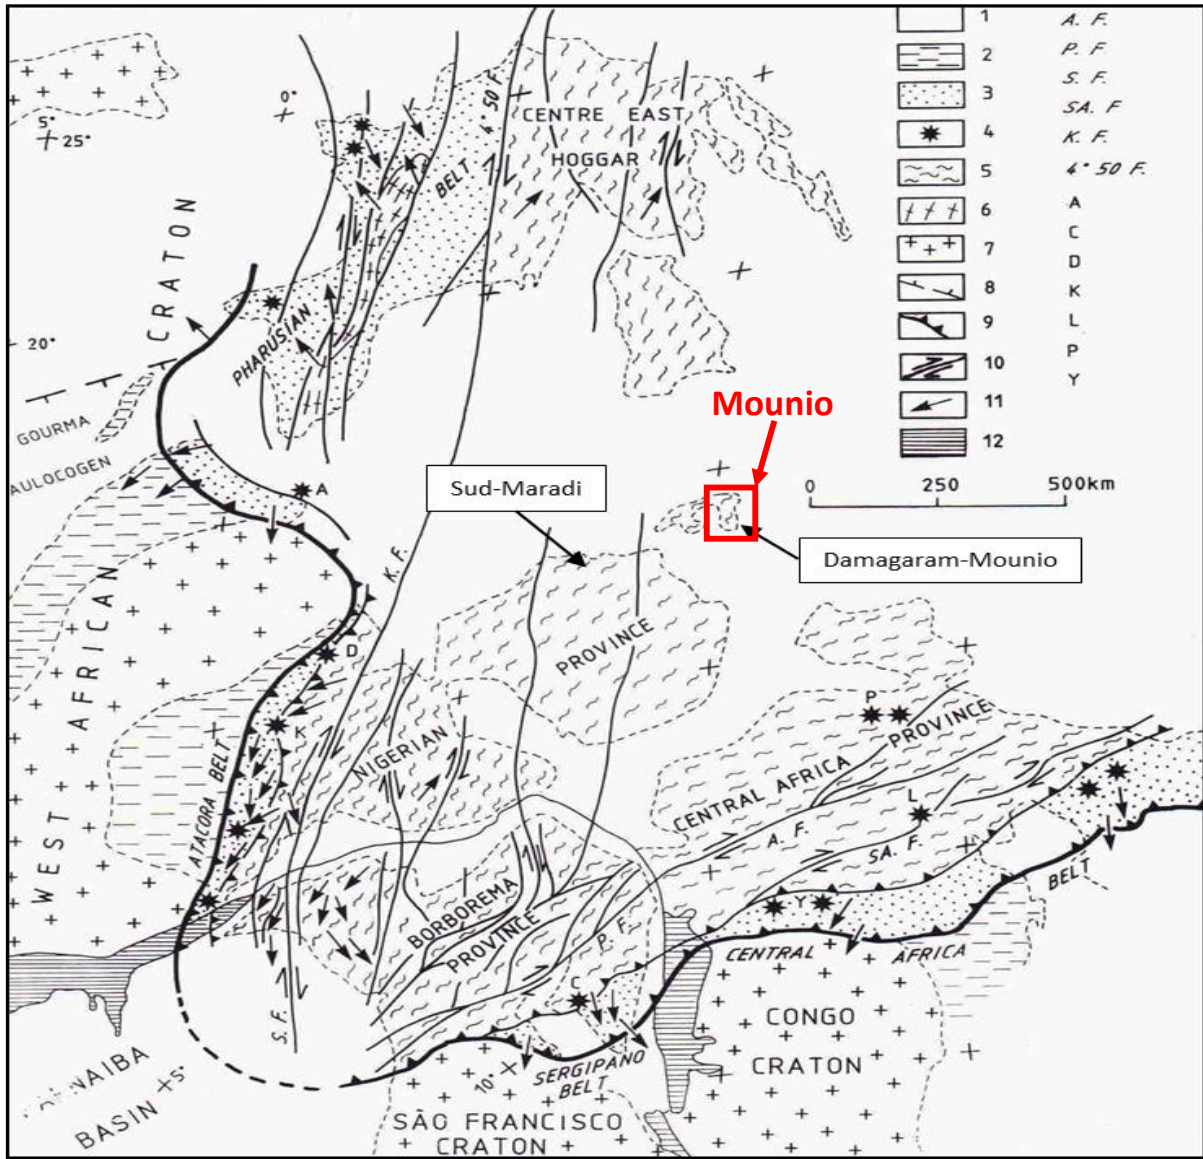 1 A. F.
2 P. F
3 S. F.
4 SA. F
5 K. F.
6 4° 50 F.
7 A
8 C
9 D
10 K
11 L
12 P
Y
0 250 500km
0°
5°
25°
20°
4° 50 F.
CENTRE EAST
HOGGAR
PHARUSIAN BELT
WEST AFRICAN CRATON
GOURMA
AULOCOGEN
Mounio
Sud-Maradi
Damagaram-Mounio
A
K. F.
D
K
ATACORA BELT
NIGERIAN PROVINCE
P
CENTRAL AFRICA PROVINCE
L
A. F.
SA. F.
Y
BORBOREMA
PROVINCE
P. F.
S. F.
C
CENTRAL AFRICA BELT
SERGIPANO
BELT
10°
CONGO
CRATON
SÃO FRANCISCO
CRATON
5°
BASIN